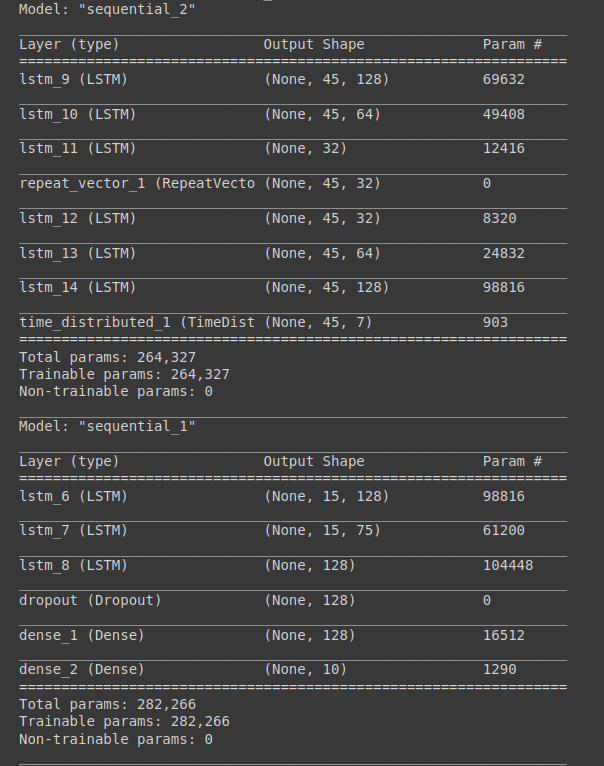 Model: "sequential_2"
Layer (type) Output Shape Param #
=================================================================
lstm_9 (LSTM) (None, 45, 128) 69632
lstm_10 (LSTM) (None, 45, 64) 49408
lstm_11 (LSTM) (None, 32) 12416
repeat_vector_1 (RepeatVecto (None, 45, 32) 0
lstm_12 (LSTM) (None, 45, 32) 8320
lstm_13 (LSTM) (None, 45, 64) 24832
lstm_14 (LSTM) (None, 45, 128) 98816
time_distributed_1 (TimeDist (None, 45, 7) 903
=================================================================
Total params: 264,327
Trainable params: 264,327
Non-trainable params: 0
Model: "sequential_1"
Layer (type) Output Shape Param #
=================================================================
lstm_6 (LSTM) (None, 15, 128) 98816
lstm_7 (LSTM) (None, 15, 75) 61200
lstm_8 (LSTM) (None, 128) 104448
dropout (Dropout) (None, 128) 0
dense_1 (Dense) (None, 128) 16512
dense_2 (Dense) (None, 10) 1290
=================================================================
Total params: 282,266
Trainable params: 282,266
Non-trainable params: 0